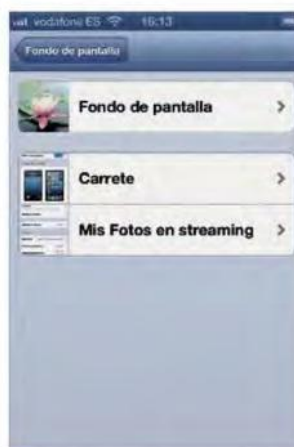 vodafone ES 16:13
Fondo de pantalla
Fondo de pantalla
Carrete
Mis Fotos en streaming